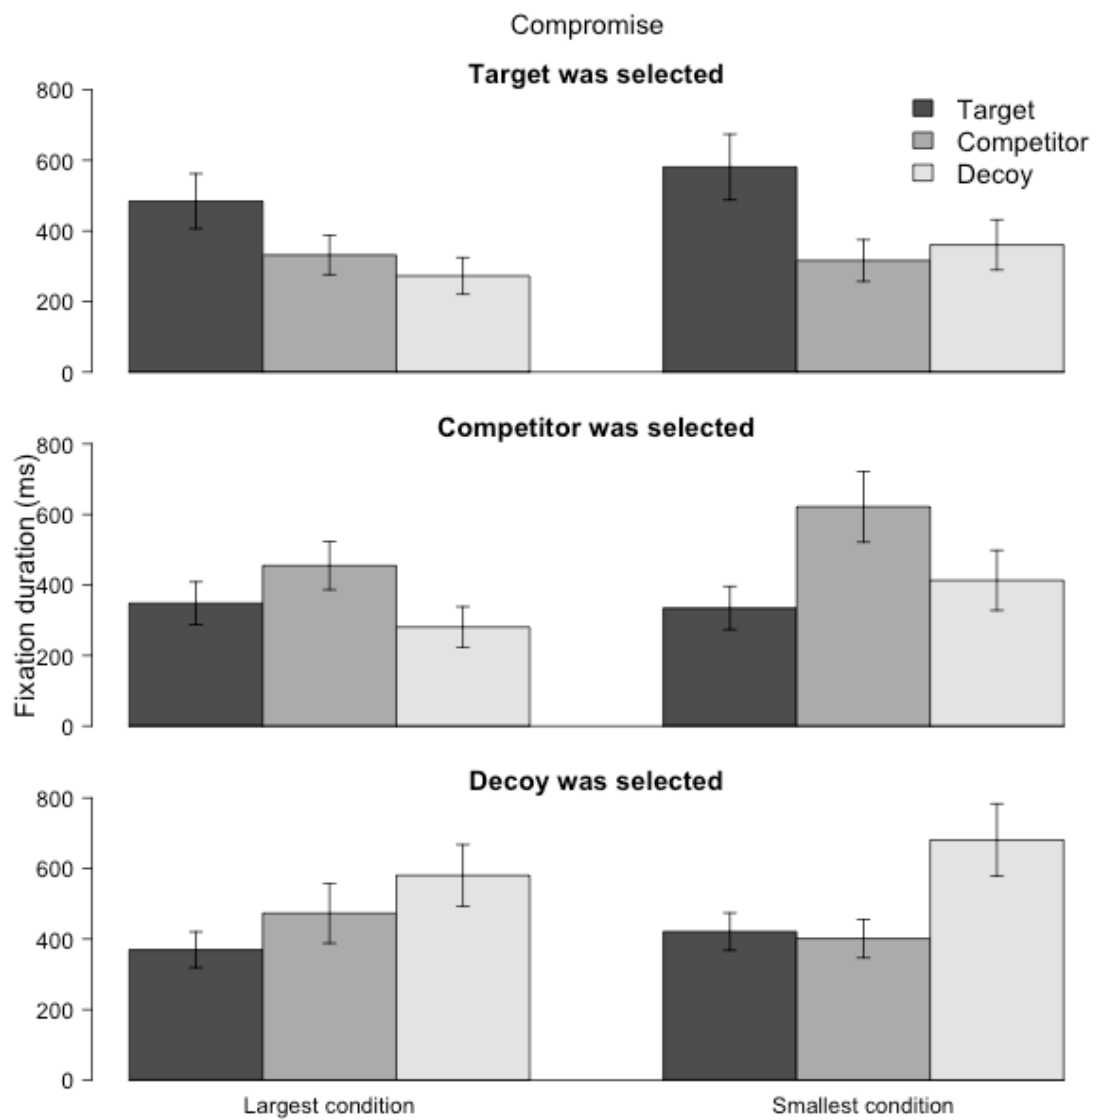 Compromise
Target was selected
800
600
400
200
0
Target
Competitor
Decoy
Fixation duration (ms)
Competitor was selected
800
600
400
200
0
Decoy was selected
800
600
400
200
0
Largest condition
Smallest condition